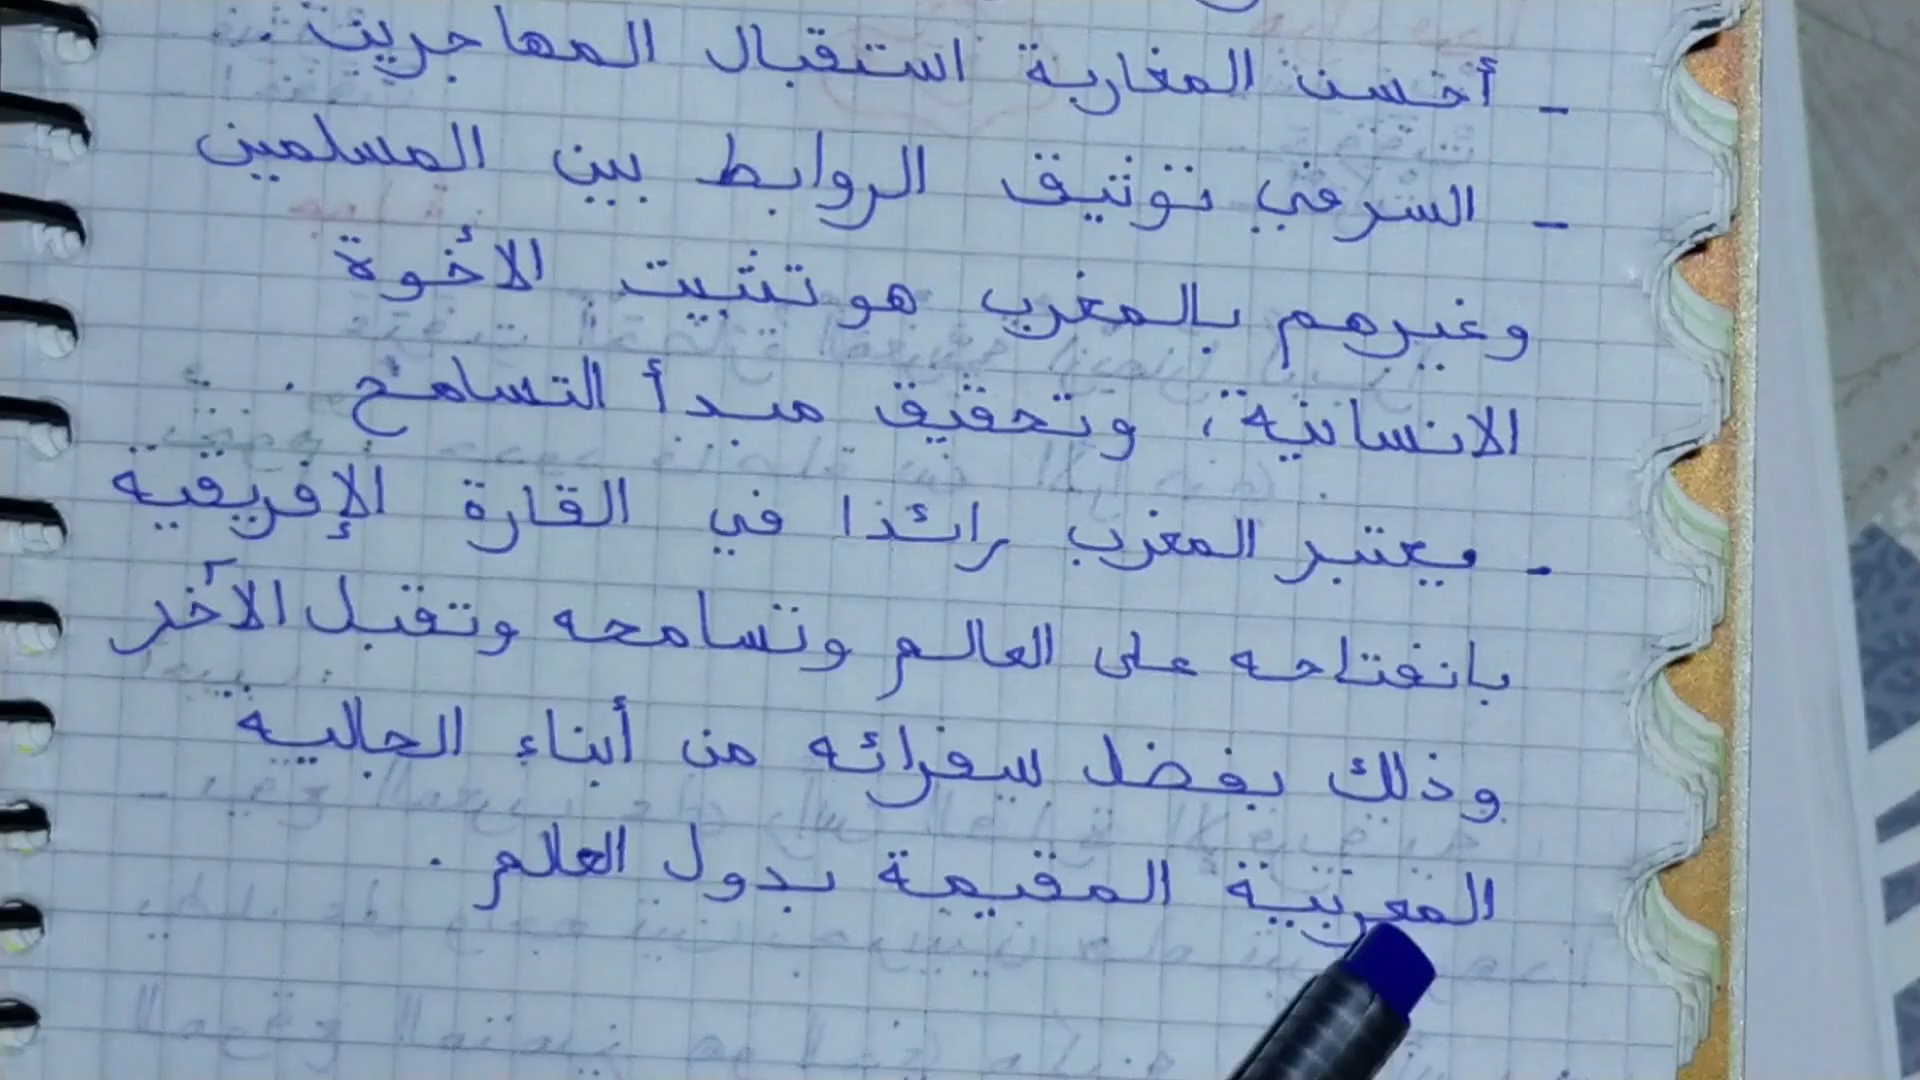 - أحسن المغاربة استقبال المهاجرين.
- السر في توثيق الروابط بين المسلمين
وغيرهم بالمغرب هو تثبيت الأخوة
الانسانية، وتحقيق مبدأ التسامح.
- يعتبر المغرب رائدا في القارة الإفريقية
بانفتاحه على العالم وتسامحه وتقبل الآخر
وذلك بفضل سفرائه من أبناء الجالية
المغربية المقيمة بدول العالم.